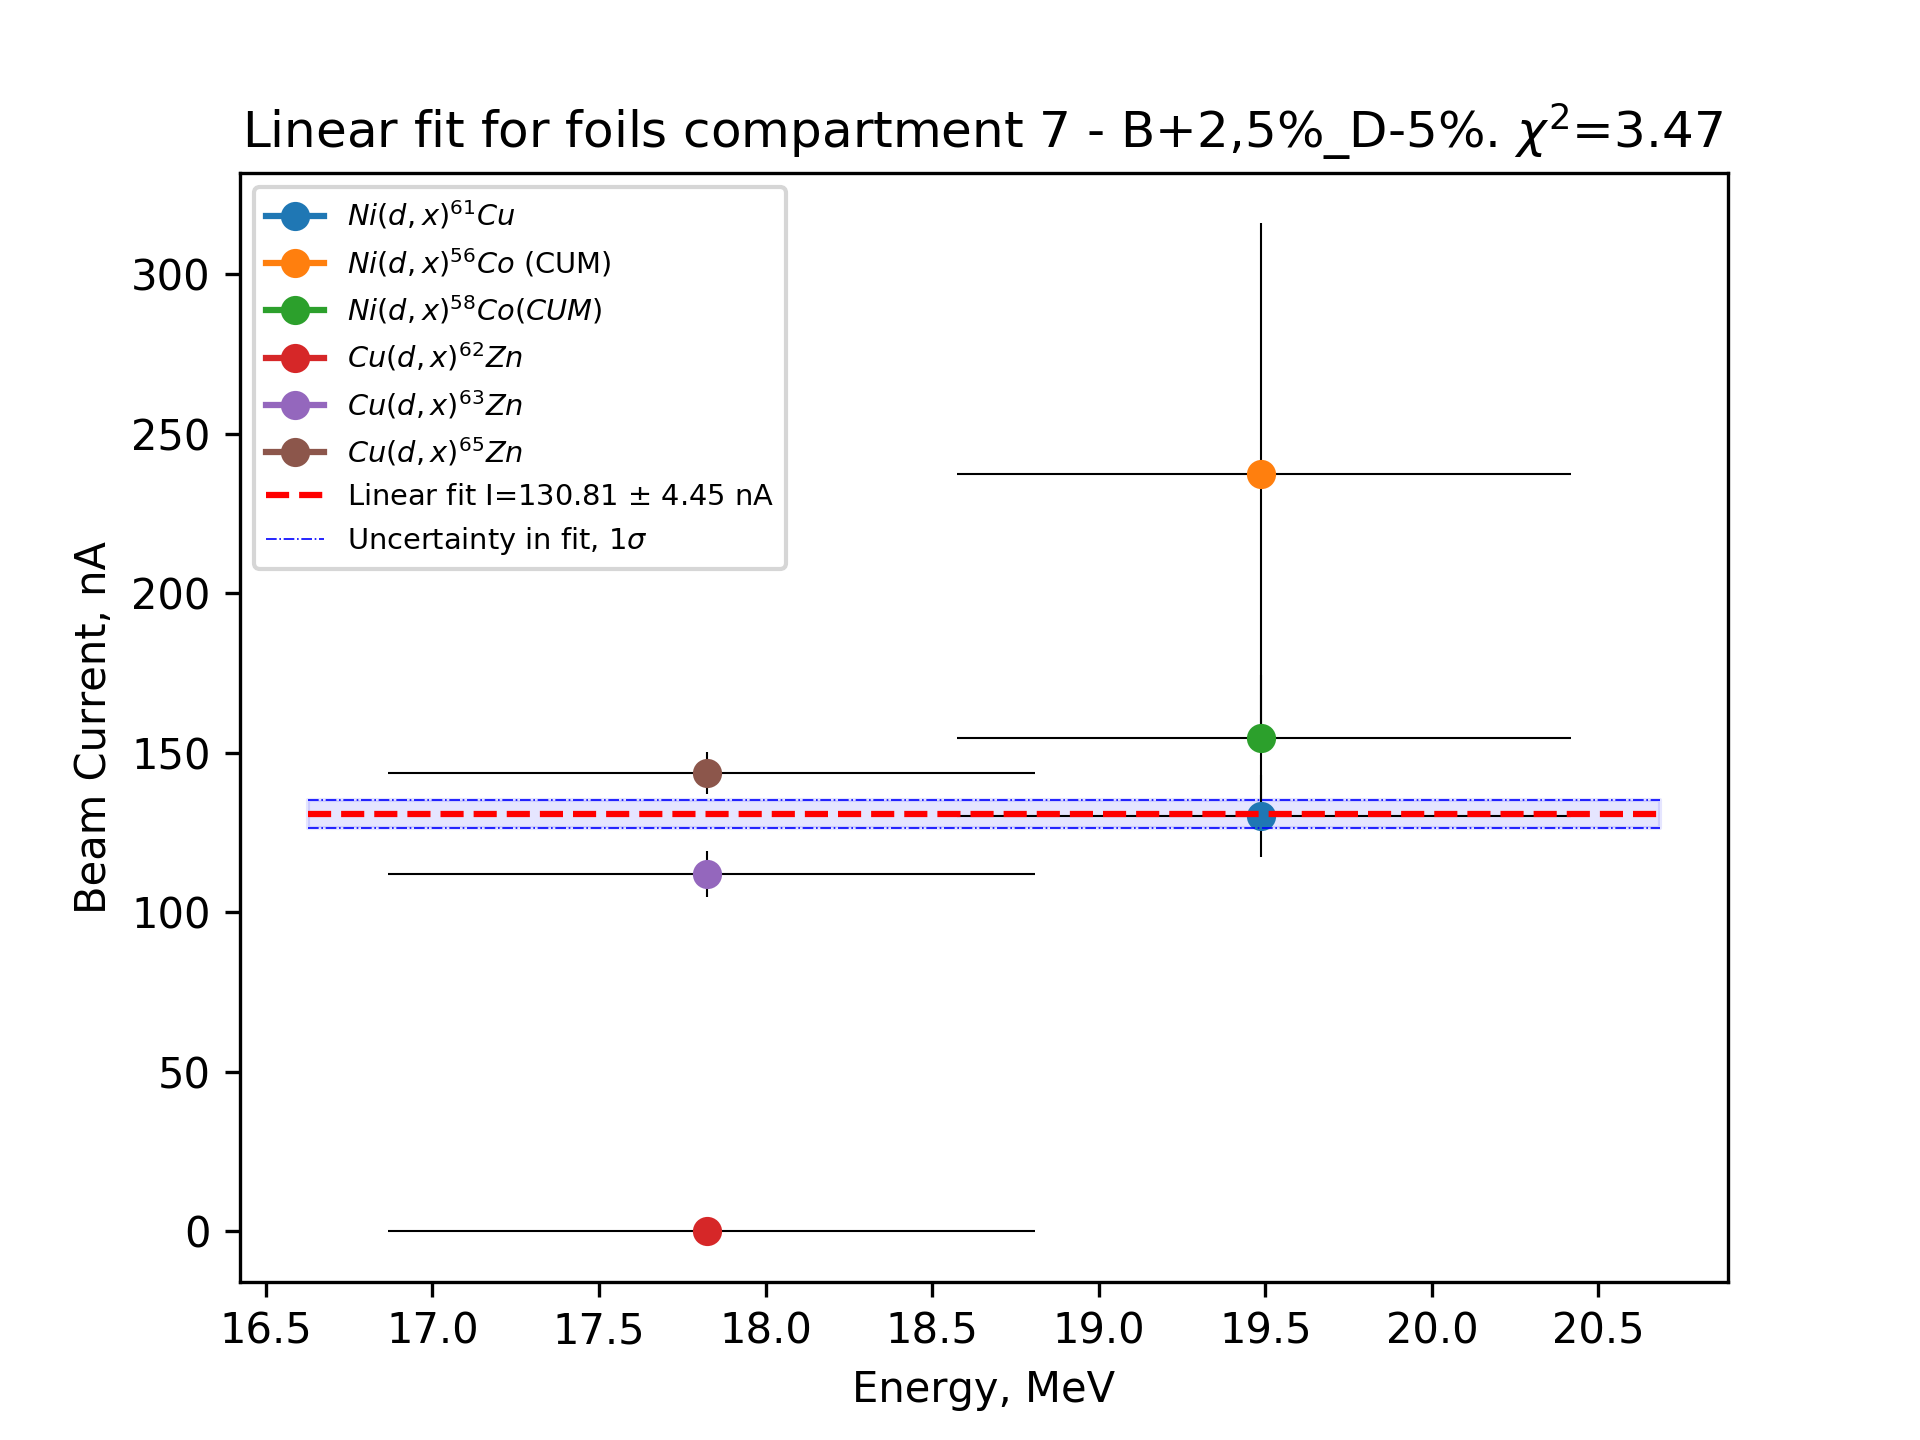 Linear fit for foils compartment 7 - B+2,5%_D-5%. χ²=3.47
Ni(d, x)⁶¹Cu
Ni(d, x)⁵⁶Co (CUM)
Ni(d, x)⁵⁸Co(CUM)
Cu(d, x)⁶²Zn
Cu(d, x)⁶³Zn
Cu(d, x)⁶⁵Zn
Linear fit I=130.81 ± 4.45 nA
Uncertainty in fit, 1σ
Beam Current, nA
300
250
200
150
100
50
0
16.5 17.0 17.5 18.0 18.5 19.0 19.5 20.0 20.5
Energy, MeV